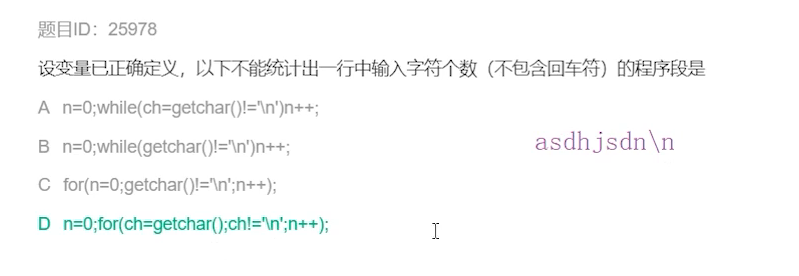 题目ID：25978
设变量已正确定义，以下不能统计出一行中输入字符个数（不包含回车符）的程序段是
A n=0;while(ch=getchar()!='\n')n++;
B n=0;while(getchar()!='\n')n++;
asdhjsdn\n
C for(n=0;getchar()!='\n';n++);
D n=0;for(ch=getchar();ch!='\n';n++);